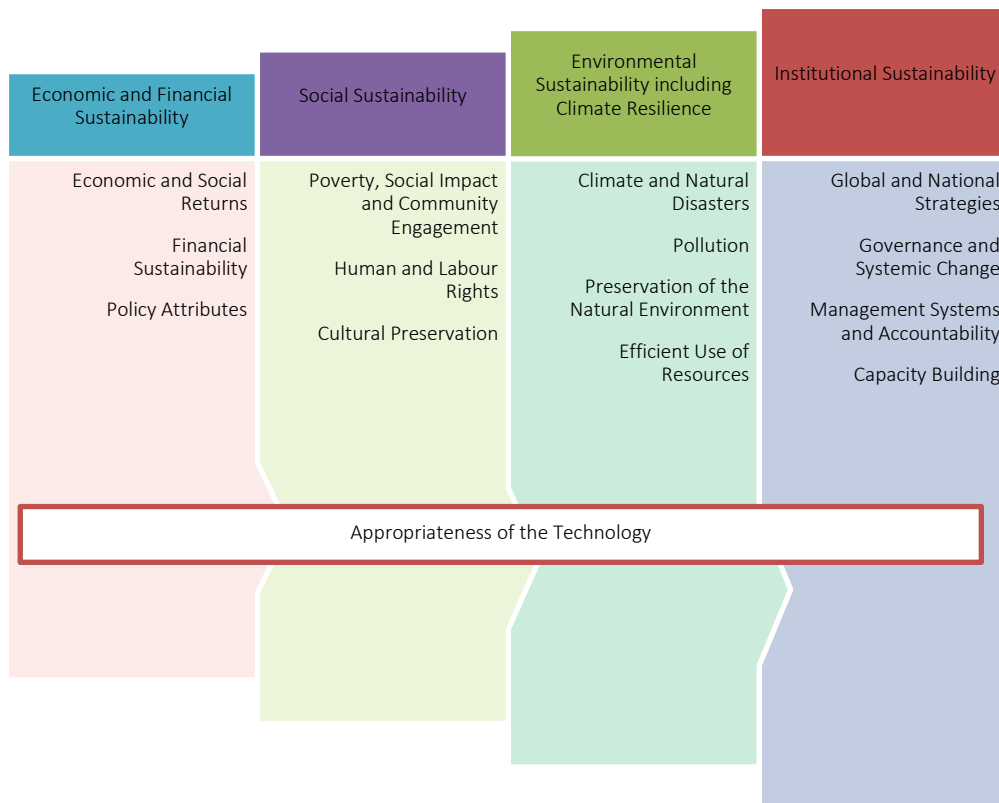 Economic and Financial
Sustainability
Economic and Social
Returns
Financial
Sustainability
Policy Attributes
Social Sustainability
Poverty, Social Impact
and Community
Engagement
Human and Labour
Rights
Cultural Preservation
Environmental
Sustainability including
Climate Resilience
Climate and Natural
Disasters
Pollution
Preservation of the
Natural Environment
Efficient Use of
Resources
Institutional Sustainability
Global and National
Strategies
Governance and
Systemic Change
Management Systems
and Accountability
Capacity Building
Appropriateness of the Technology